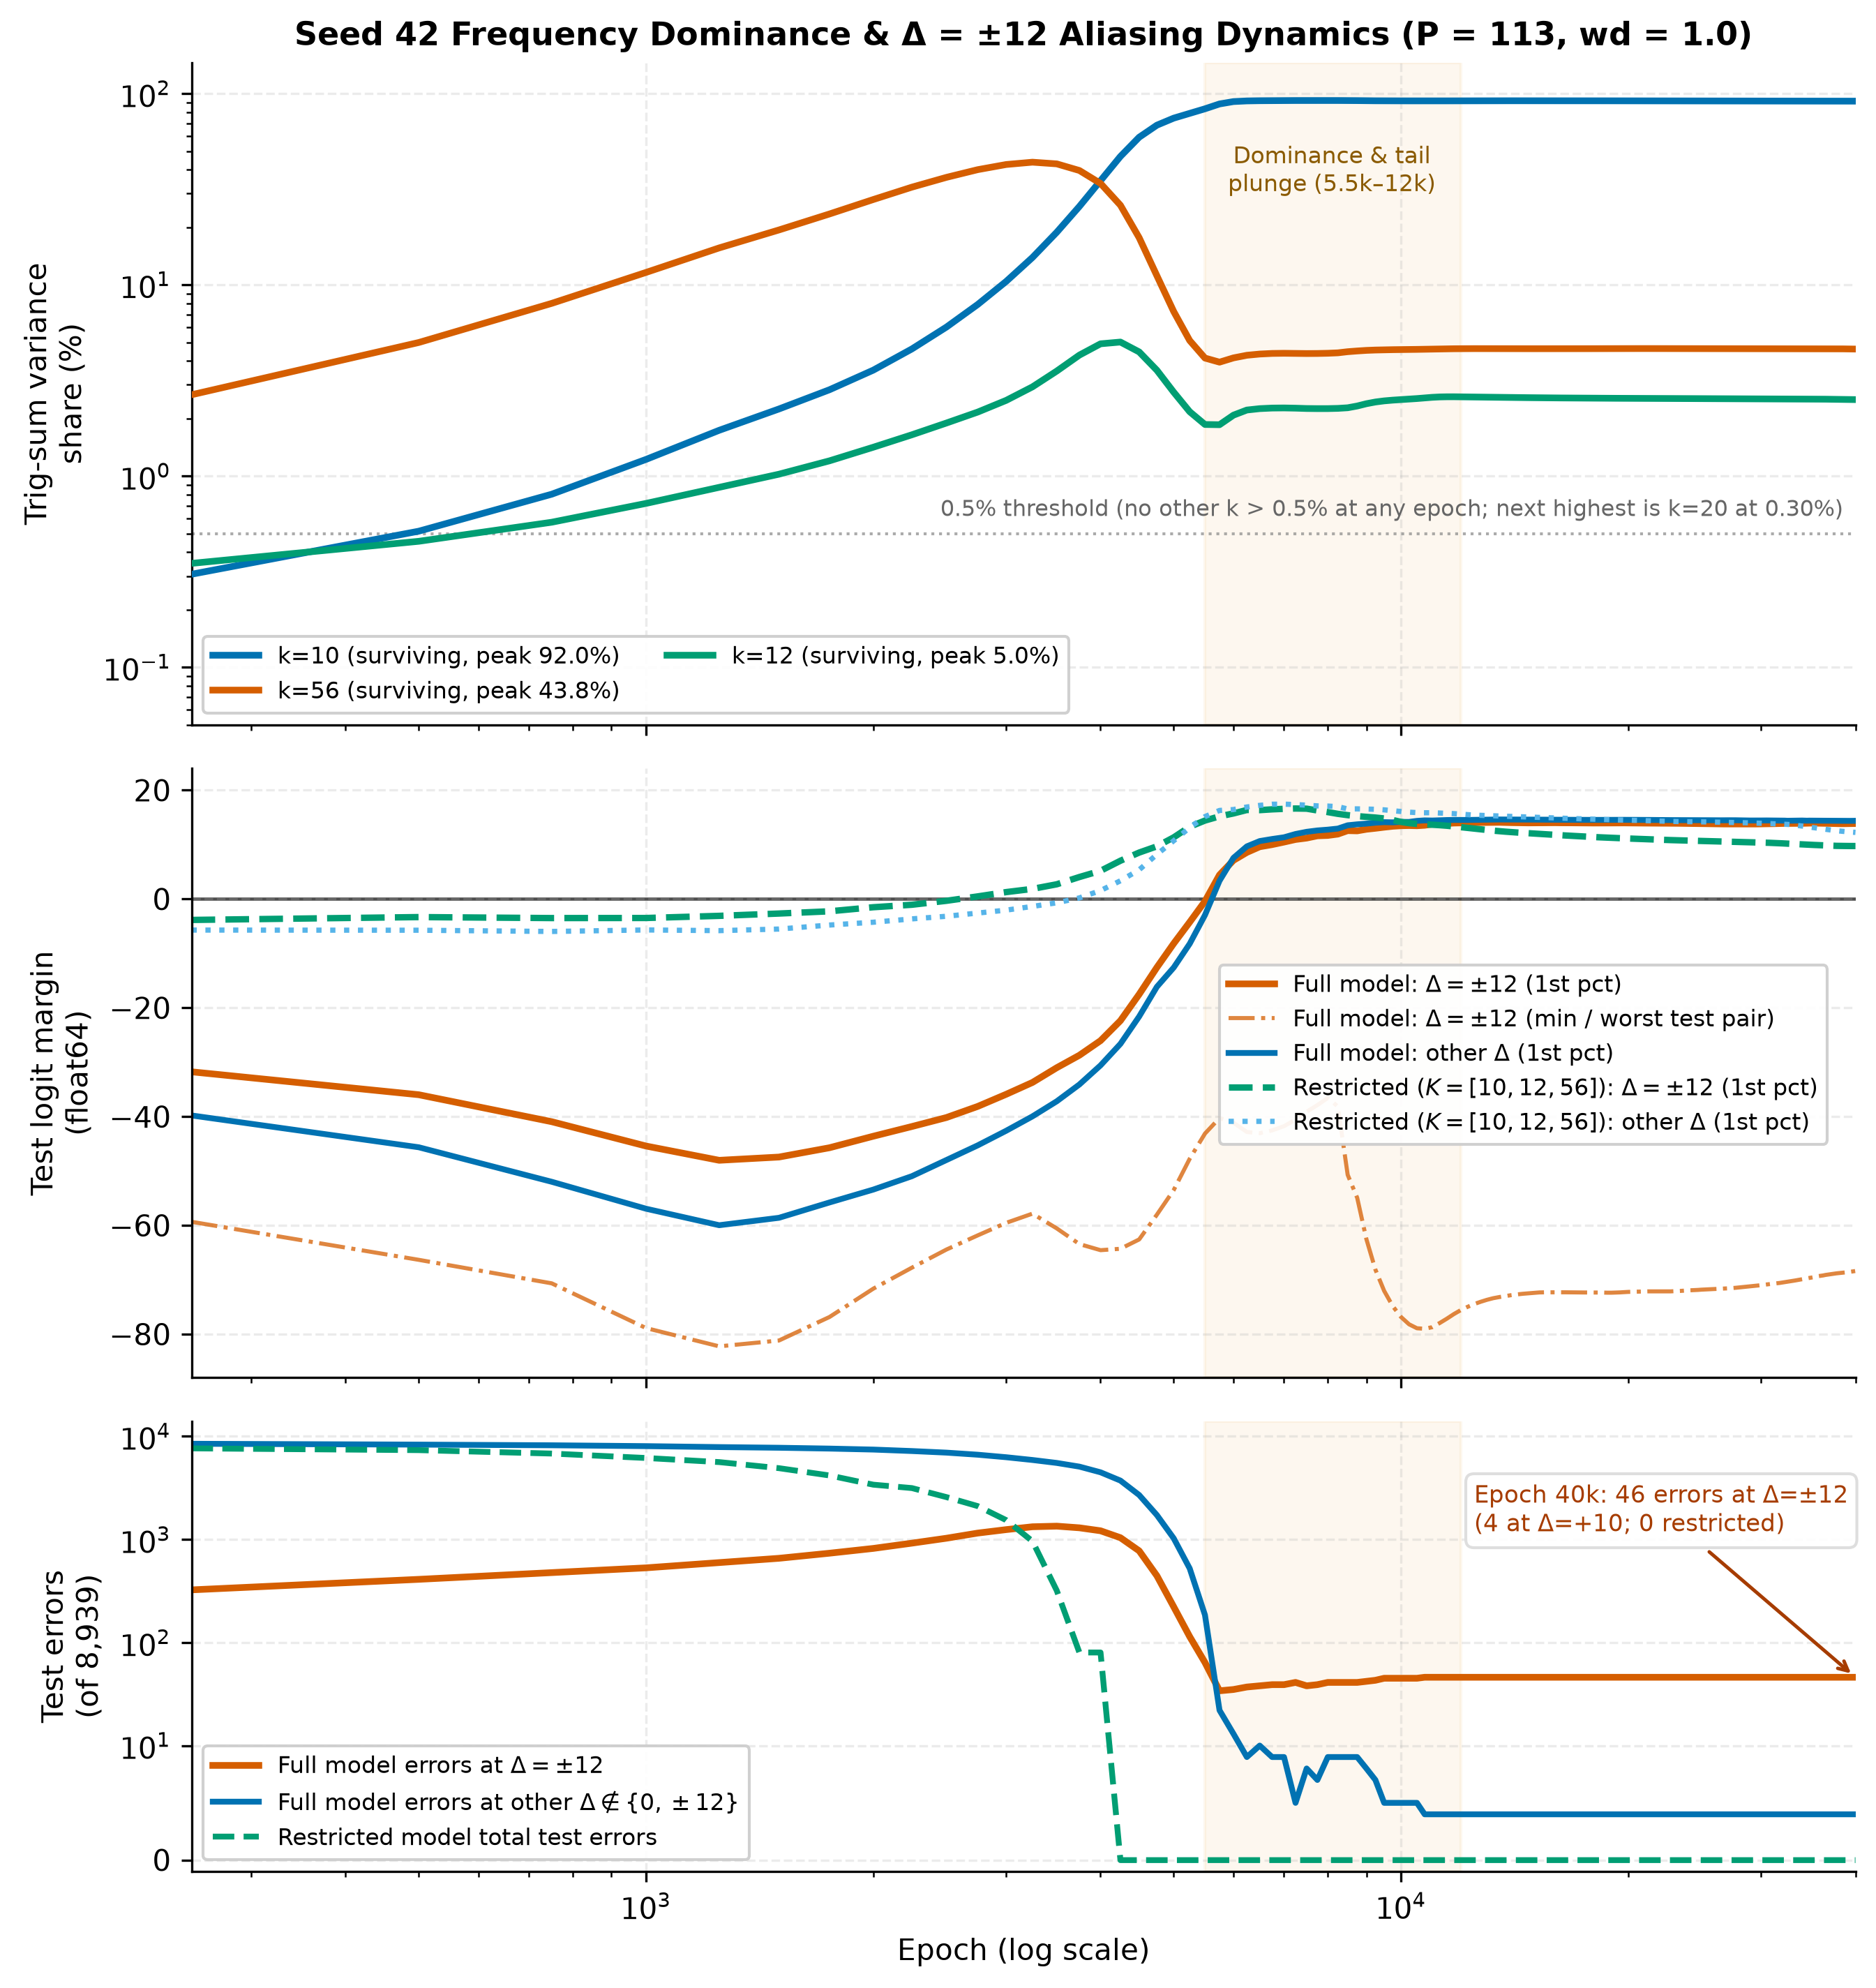 Seed 42 Frequency Dominance & Δ = ±12 Aliasing Dynamics (P = 113, wd = 1.0)
Trig-sum variance
share (%)
10²
10¹
10⁰
10⁻¹
Dominance & tail
plunge (5.5k–12k)
0.5% threshold (no other k > 0.5% at any epoch; next highest is k=20 at 0.30%)
k=10 (surviving, peak 92.0%)
k=56 (surviving, peak 43.8%)
k=12 (surviving, peak 5.0%)
Test logit margin
(float64)
20
0
−20
−40
−60
−80
Full model: Δ = ±12 (1st pct)
Full model: Δ = ±12 (min / worst test pair)
Full model: other Δ (1st pct)
Restricted (K = [10, 12, 56]): Δ = ±12 (1st pct)
Restricted (K = [10, 12, 56]): other Δ (1st pct)
Test errors
(of 8,939)
10⁴
10³
10²
10¹
0
Epoch 40k: 46 errors at Δ=±12
(4 at Δ=+10; 0 restricted)
Full model errors at Δ = ±12
Full model errors at other Δ ∉ {0, ±12}
Restricted model total test errors
10³
10⁴
Epoch (log scale)